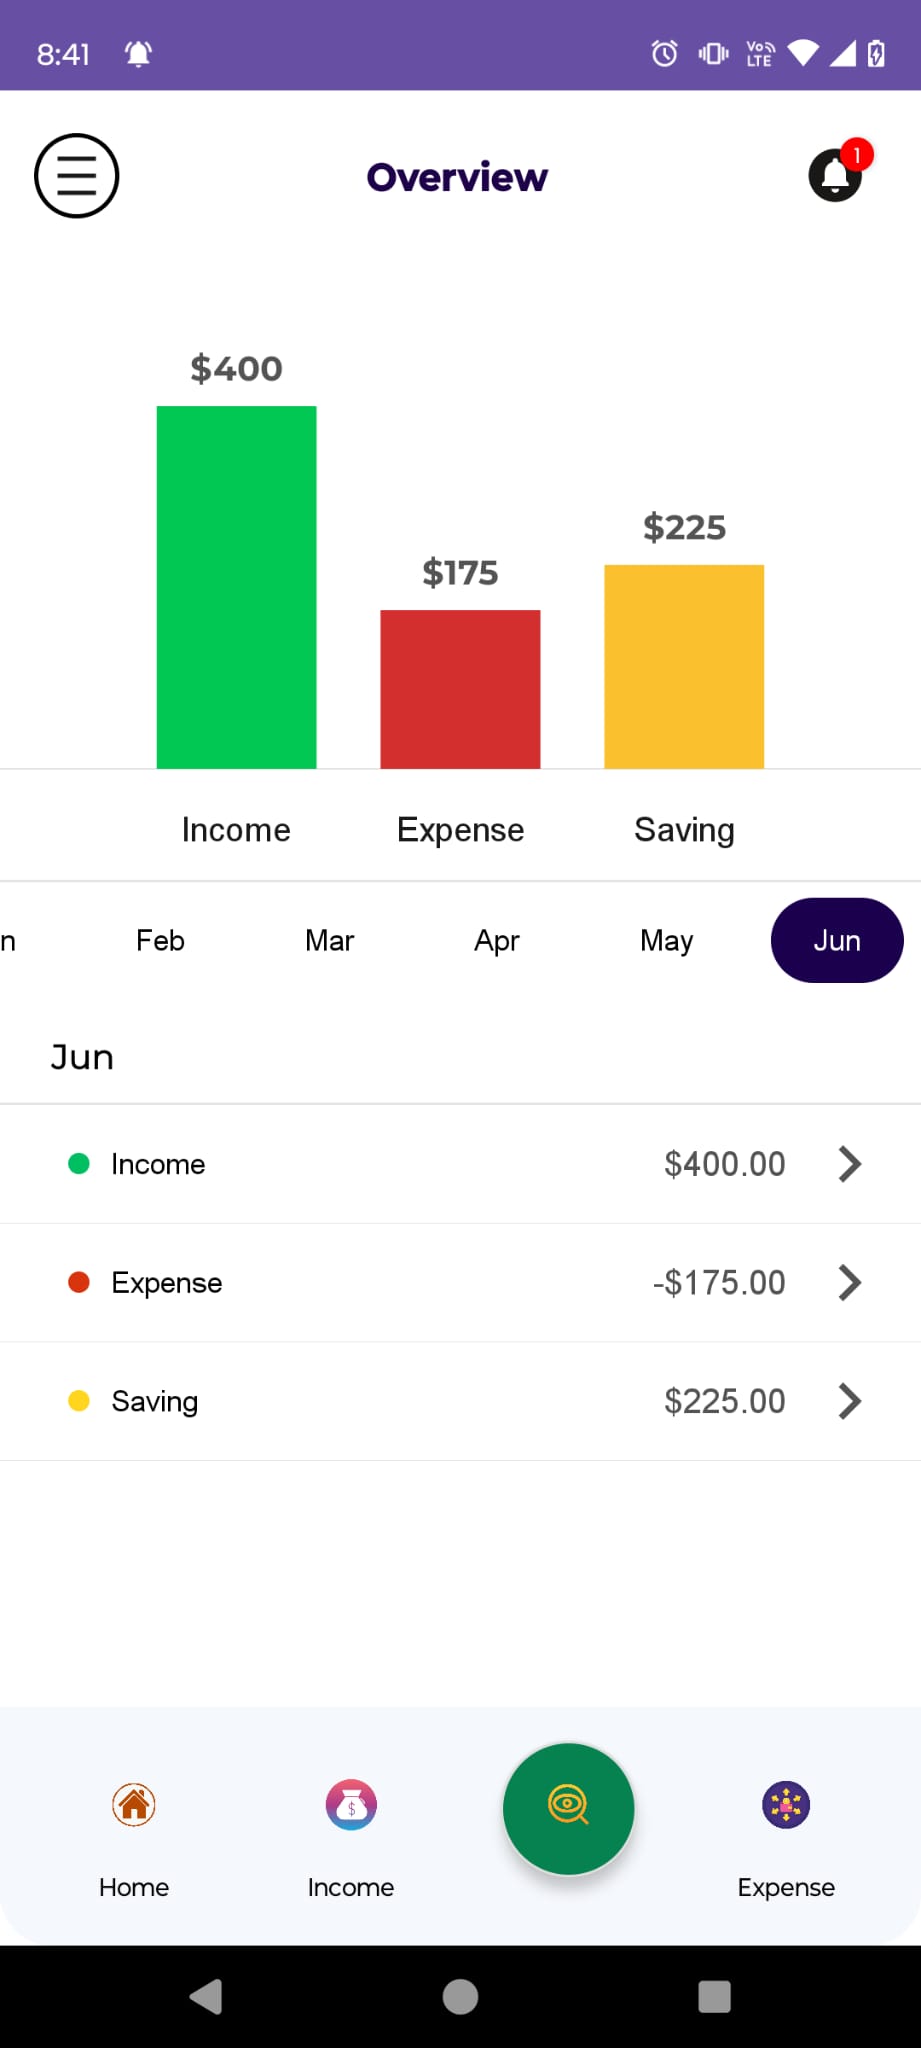 8:41 Vo LTE
Overview 1
$400
$225
$175
Income Expense Saving
n Feb Mar Apr May Jun
Jun
Income $400.00
Expense -$175.00
Saving $225.00
$
Home Income Expense